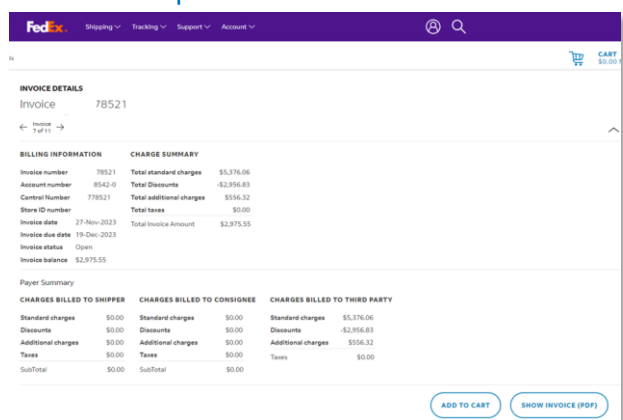 FedEx. Shipping Tracking Support Account
CART
$0.00
INVOICE DETAILS
Invoice 78521
← Invoice 7 of 11 →
BILLING INFORMATION CHARGE SUMMARY
Invoice number 78521 Total standard charges $5,376.06
Account number 8542-0 Total Discounts -$2,956.83
Control Number 778521 Total additional charges $556.32
Store ID number Total taxes $0.00
Invoice date 27-Nov-2023 Total Invoice Amount $2,975.55
Invoice due date 19-Dec-2023
Invoice status Open
Invoice balance $2,975.55
Payer Summary
CHARGES BILLED TO SHIPPER CHARGES BILLED TO CONSIGNEE CHARGES BILLED TO THIRD PARTY
Standard charges $0.00 Standard charges $0.00 Standard charges $5,376.06
Discounts $0.00 Discounts $0.00 Discounts -$2,956.83
Additional charges $0.00 Additional charges $0.00 Additional charges $556.32
Taxes $0.00 Taxes $0.00 Taxes $0.00
SubTotal $0.00 SubTotal $0.00
ADD TO CART SHOW INVOICE (PDF)